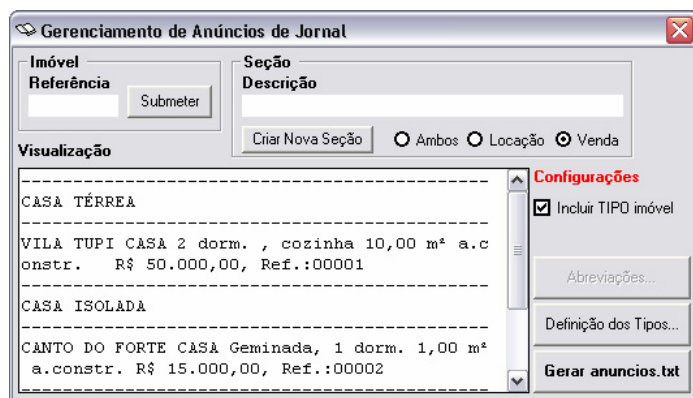 Gerenciamento de Anúncios de Jornal
Imóvel
Referência
Submeter
Seção
Descrição
Criar Nova Seção
Ambos
Locação
Venda
Visualização
------------------------------------------------
CASA TÉRREA
------------------------------------------------
VILA TUPI CASA 2 dorm. , cozinha 10,00 m² a.c
onstr.   R$ 50.000,00, Ref.:00001
------------------------------------------------
CASA ISOLADA
------------------------------------------------
CANTO DO FORTE CASA Geminada, 1 dorm. 1,00 m²
 a.constr. R$ 15.000,00, Ref.:00002
------------------------------------------------
Configurações
Incluir TIPO imóvel
Abreviações...
Definição dos Tipos...
Gerar anuncios.txt